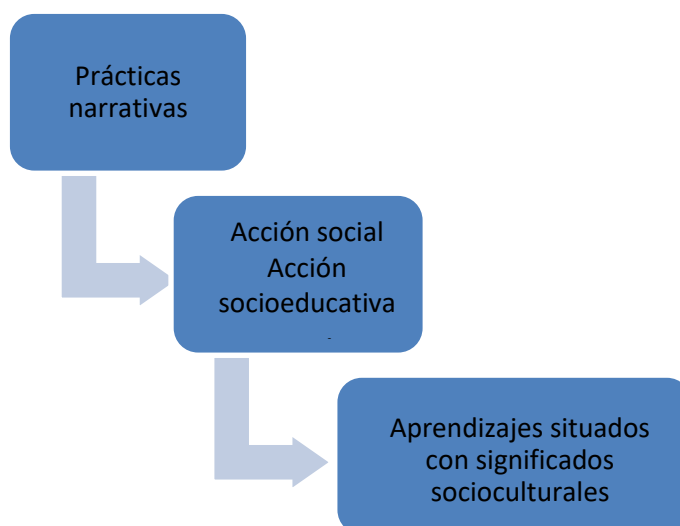 Prácticas
narrativas
Acción social
Acción
socioeducativa
Aprendizajes situados
con significados
socioculturales